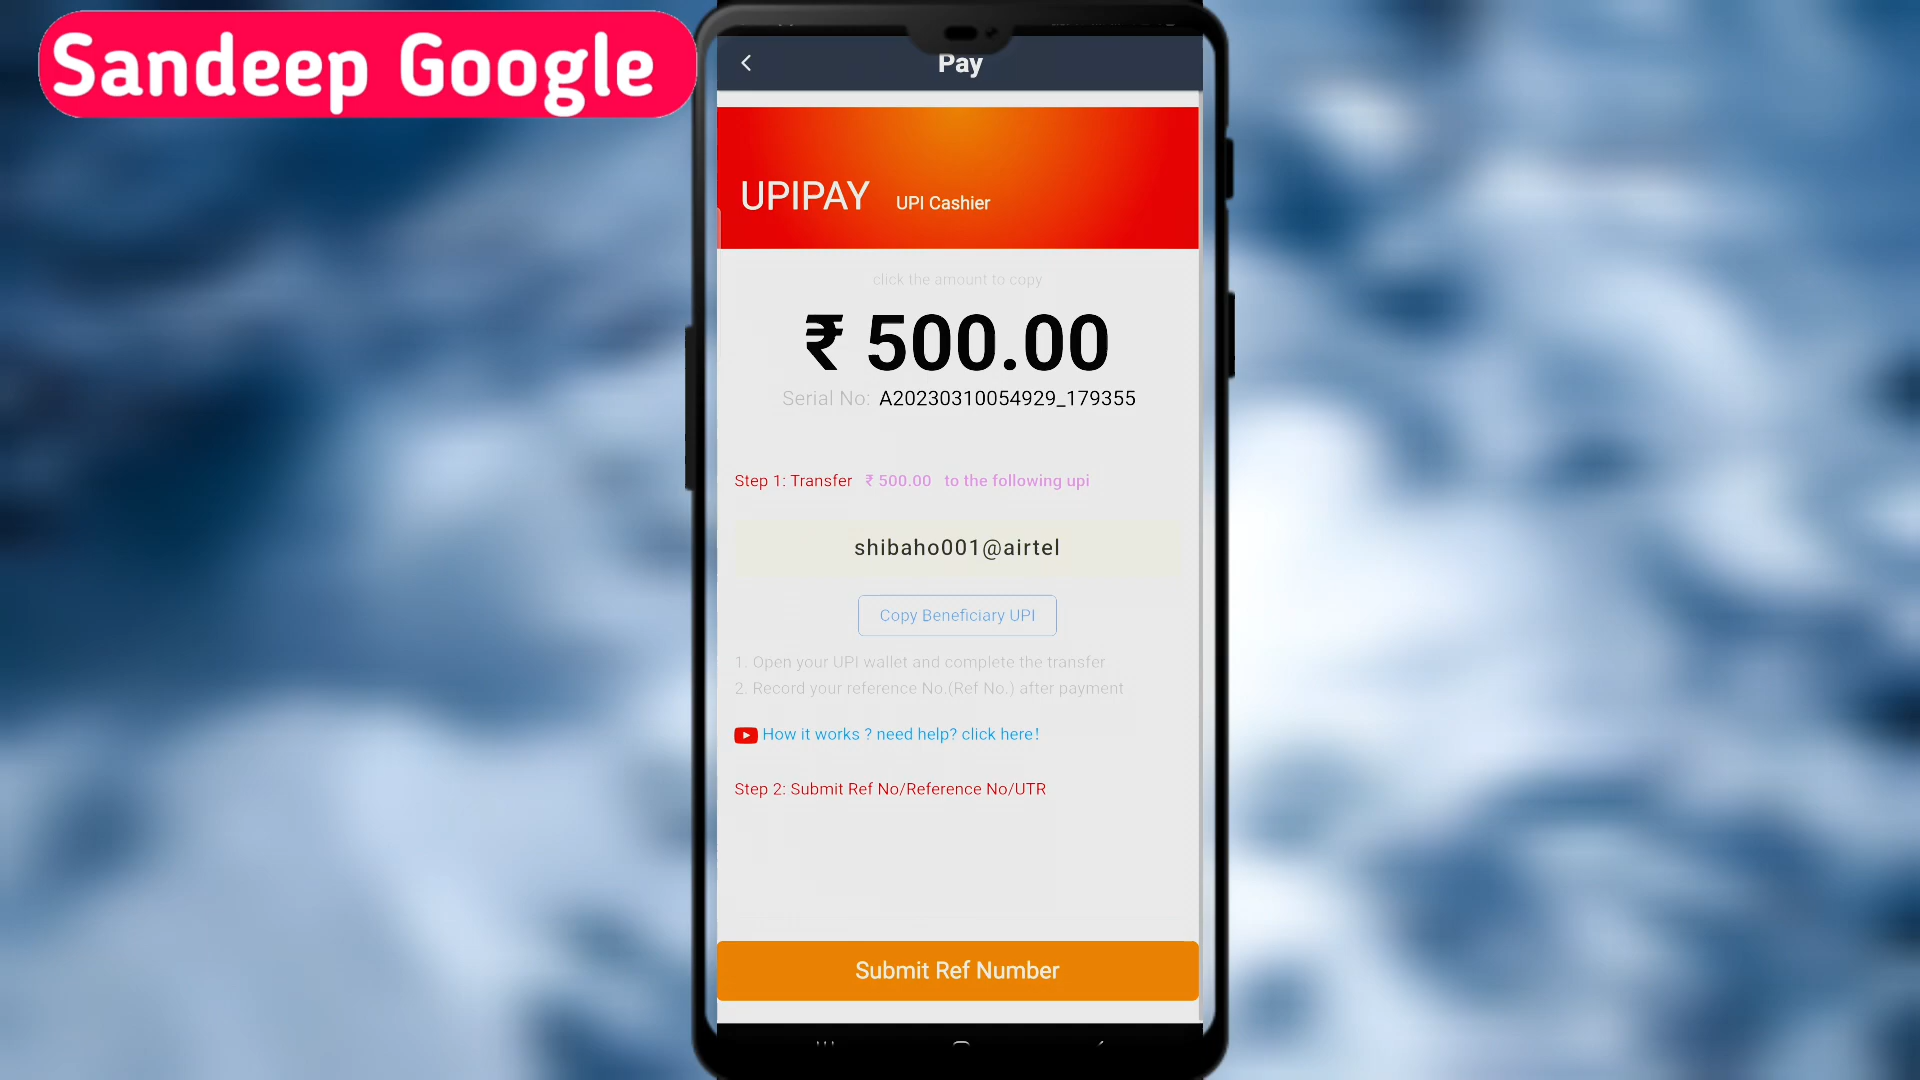 Sandeep Google
Pay
UPIPAY UPI Cashier
click the amount to copy
₹ 500.00
Serial No: A20230310054929_179355
Step 1: Transfer ₹ 500.00 to the following upi
shibaho001@airtel
Copy Beneficiary UPI
1. Open your UPI wallet and complete the transfer
2. Record your reference No.(Ref No.) after payment
How it works ? need help? click here!
Step 2: Submit Ref No/Reference No/UTR
Submit Ref Number